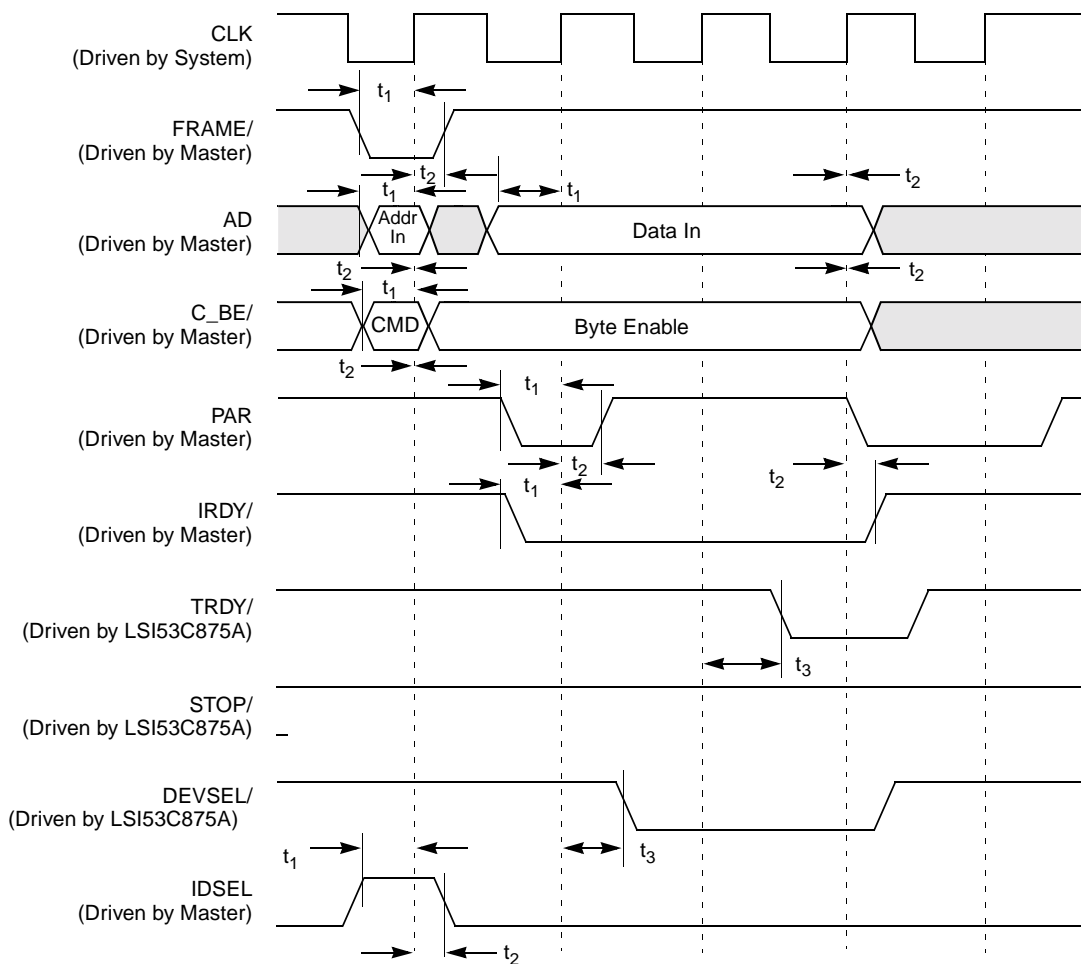 CLK
(Driven by System)
t1
FRAME/
(Driven by Master)
t2
t2
t1
t1
AD
(Driven by Master)
Addr
In
Data In
t2
t2
t1
C_BE/
(Driven by Master)
CMD
Byte Enable
t2
t1
PAR
(Driven by Master)
t2
t2
t1
IRDY/
(Driven by Master)
TRDY/
(Driven by LSI53C875A)
t3
STOP/
(Driven by LSI53C875A)
DEVSEL/
(Driven by LSI53C875A)
t1
t3
IDSEL
(Driven by Master)
t2